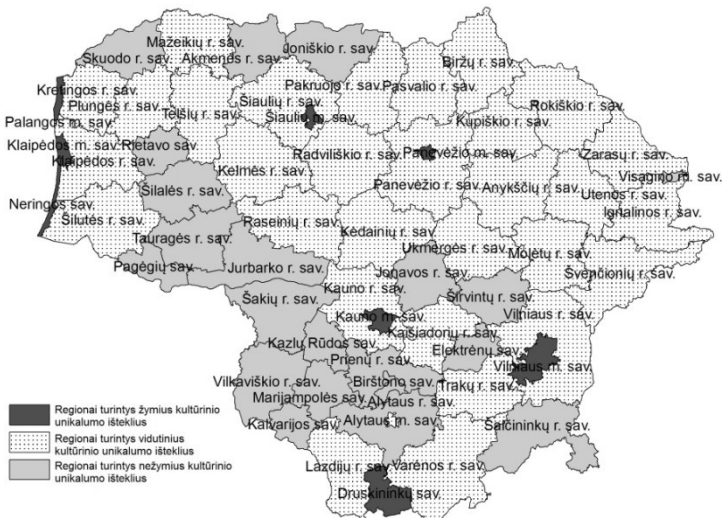 Mažeikių r. sav.
Skuodo r. sav.
Akmenės r. sav.
Joniškio r. sav.
Biržų r. sav.
Kretingos r. sav.
Plungės r. sav.
Telšių r. sav.
Šiaulių r. sav.
Šiaulių m. sav.
Pakruojo r. sav.
Pasvalio r. sav.
Rokiškio r. sav.
Palangos m. sav.
Kupiškio r. sav.
Klaipėdos m. sav.
Rietavo sav.
Klaipėdos r. sav.
Radviliškio r. sav.
Panevėžio m. sav.
Zarasų r. sav.
Kelmės r. sav.
Visagino m. sav.
Šilalės r. sav.
Panevėžio r. sav.
Anykščių r. sav.
Utenos r. sav.
Neringos sav.
Ignalinos r. sav.
Šilutės r. sav.
Raseinių r. sav.
Kėdainių r. sav.
Tauragės r. sav.
Ukmergės r. sav.
Molėtų r. sav.
Pagėgių sav.
Jurbarko r. sav.
Jonavos r. sav.
Švenčionių r. sav.
Kauno r. sav.
Šakių r. sav.
Širvintų r. sav.
Kauno m. sav.
Vilniaus r. sav.
Kaišiadorių r. sav.
Kazlų Rūdos sav.
Elektrėnų sav.
Prienų r. sav.
Vilniaus m. sav.
Vilkaviškio r. sav.
Birštono sav.
Trakų r. sav.
Marijampolės sav.
Alytaus r. sav.
Kalvarijos sav.
Alytaus m. sav.
Šalčininkų r. sav.
Lazdijų r. sav.
Varėnos r. sav.
Druskininkų sav.
Regionai turintys žymius kultūrinio
unikalumo išteklius
Regionai turintys vidutinius
kultūrinio unikalumo išteklius
Regionai turintys nežymius kultūrinio
unikalumo išteklius